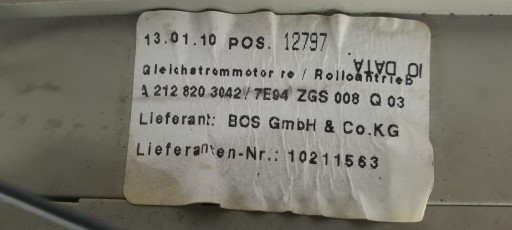 13.01.10 POS. 12797
IO DATA
Gleichstrommotor re / Rolloantrieb
A 212 820 3042 / 7E94 ZGS 008 Q 03
Lieferant: BOS GmbH & Co.KG
Lieferanten-Nr.: 10211563